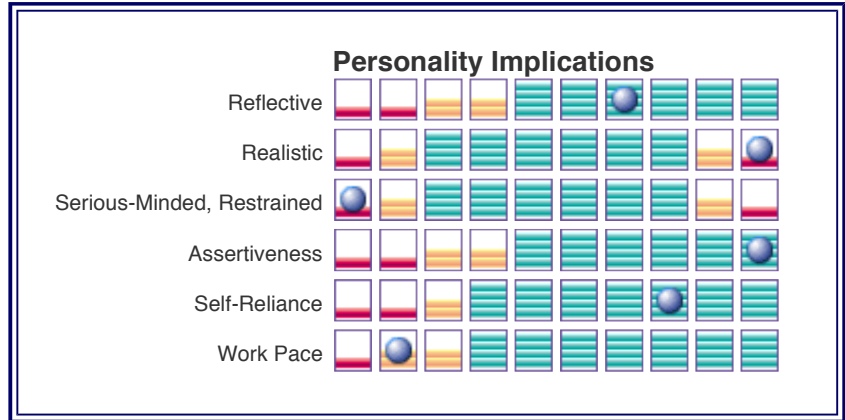 Personality Implications
Reflective
Realistic
Serious-Minded, Restrained
Assertiveness
Self-Reliance
Work Pace